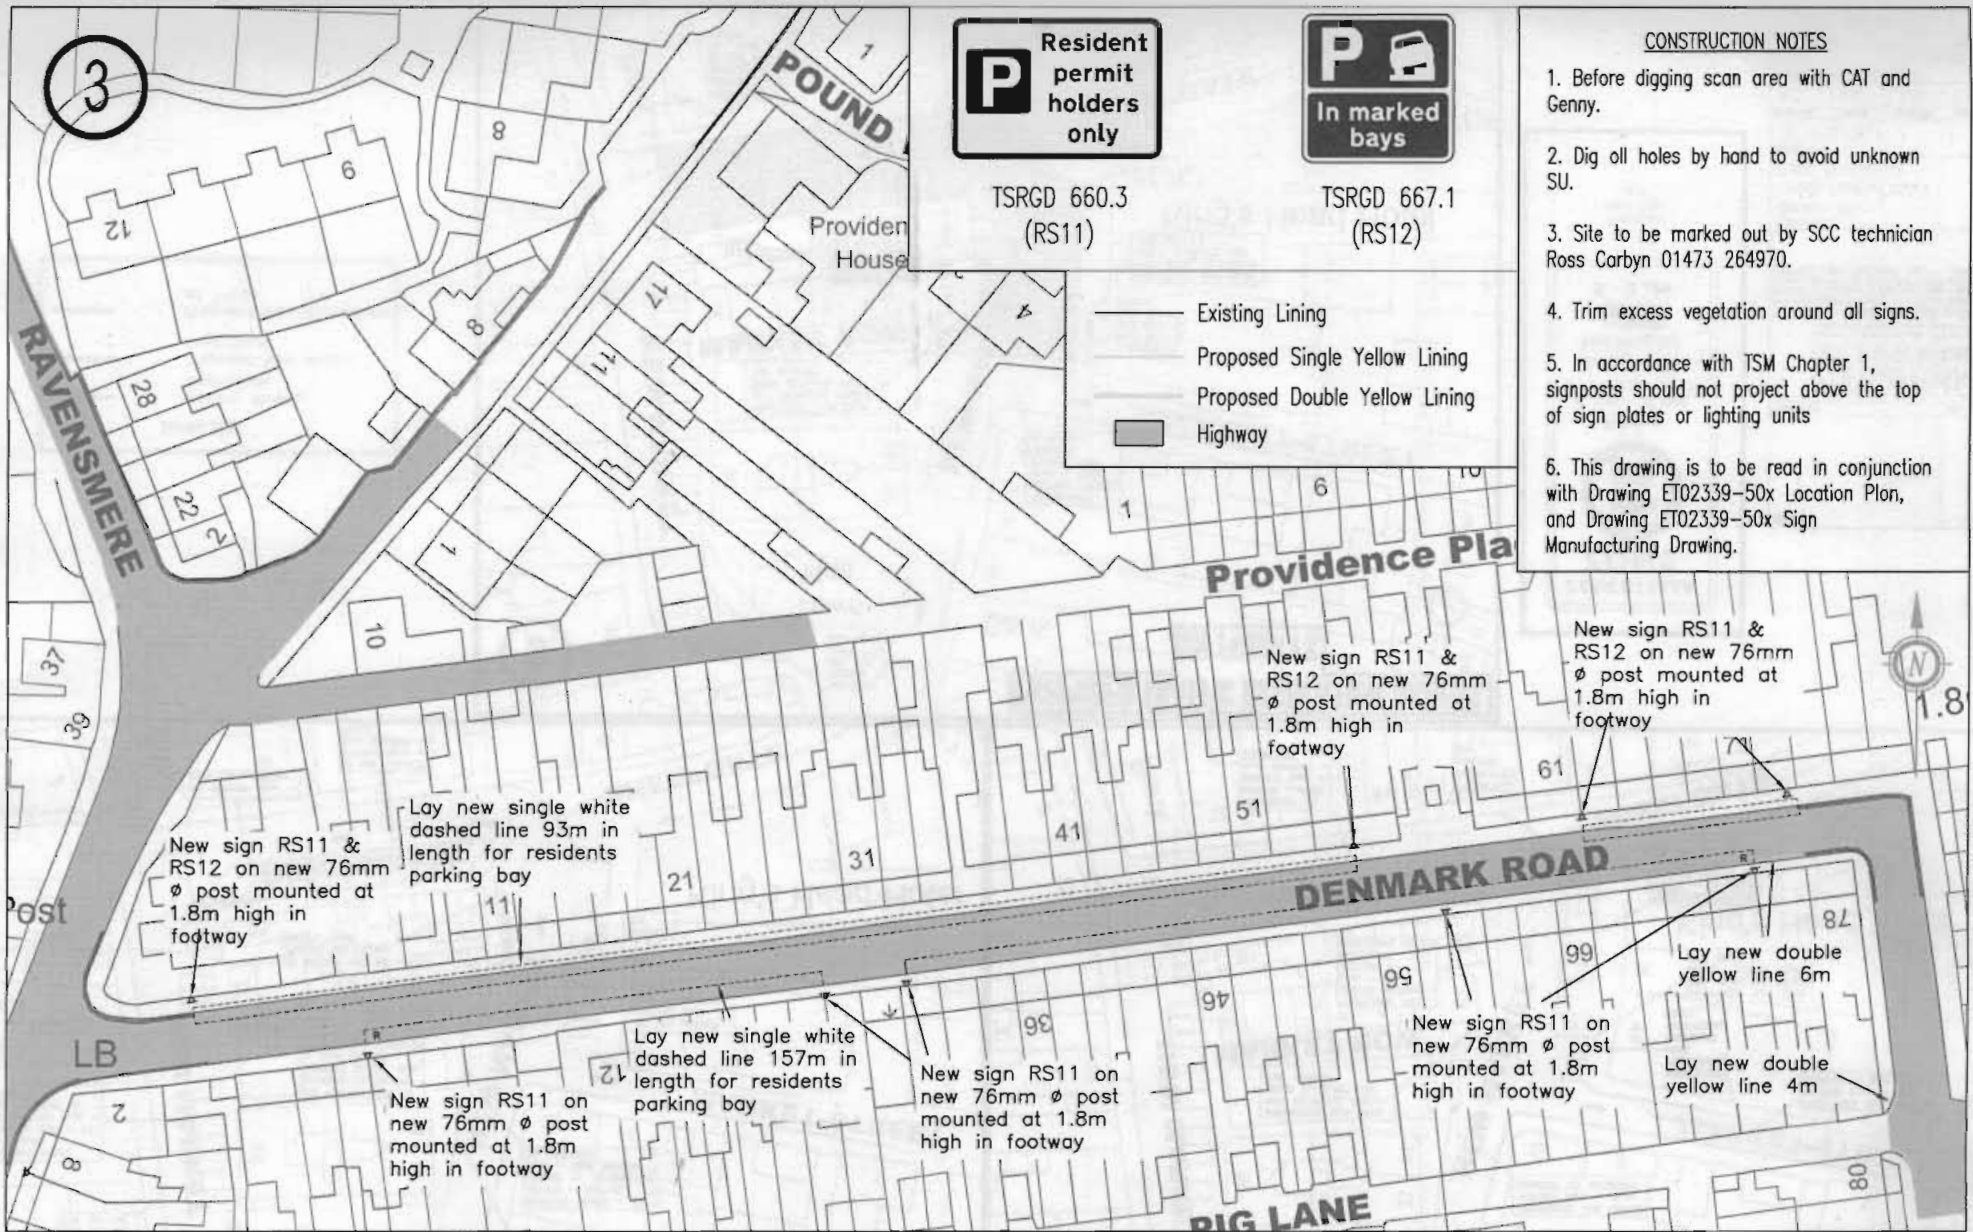 3
P
Resident
permit
holders
only
TSRGD 660.3
(RS11)
P
In marked
bays
TSRGD 667.1
(RS12)
CONSTRUCTION NOTES
1. Before digging scan area with CAT and
Genny.
2. Dig oll holes by hand to avoid unknown
SU.
3. Site to be marked out by SCC technician
Ross Corbyn 01473 264970.
4. Trim excess vegetation around all signs.
5. In accordance with TSM Chapter 1,
signposts should not project above the top
of sign plates or lighting units
6. This drawing is to be read in conjunction
with Drawing ET02339-50x Location Plan,
and Drawing ET02339-50x Sign
Manufacturing Drawing.
Existing Lining
Proposed Single Yellow Lining
Proposed Double Yellow Lining
Highway
POUND
1
8
9
12
Providen
House
17
11
4
8
RAVENSMERE
28
22
2
1
10
37
39
1
6
10
Providence Pla
New sign RS11 &
RS12 on new 76mm
ø post mounted at
1.8m high in
footway
New sign RS11 &
RS12 on new 76mm
ø post mounted at
1.8m high in
footway
N
1.8
71
61
51
41
31
21
11
Lay new single white
dashed line 93m in
length for residents
parking bay
New sign RS11 &
RS12 on new 76mm
ø post mounted at
1.8m high in
footway
Post
DENMARK ROAD
R
R
LB
78
66
56
46
36
12
2
8
80
Lay new double
yellow line 6m
Lay new single white
dashed line 157m in
length for residents
parking bay
New sign RS11 on
new 76mm ø post
mounted at 1.8m
high in footway
New sign RS11 on
new 76mm ø post
mounted at 1.8m
high in footway
New sign RS11 on
new 76mm ø post
mounted at 1.8m
high in footway
Lay new double
yellow line 4m
PIG LANE